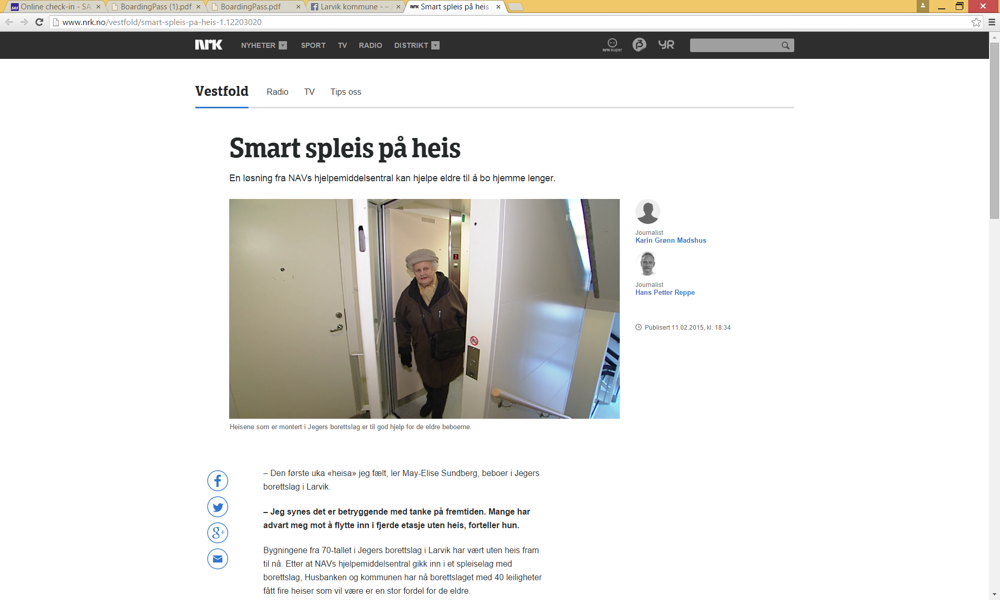 Online check-in - SA
BoardingPass (1).pdf
BoardingPass.pdf
Larvik kommune - –
Smart spleis på heis
www.nrk.no/vestfold/smart-spleis-pa-heis-1.12203020
nrk NYHETER SPORT TV RADIO DISTRIKT nrk super P3 YR
Vestfold Radio TV Tips oss
Smart spleis på heis
En løsning fra NAVs hjelpemiddelsentral kan hjelpe eldre til å bo hjemme lenger.
2
Journalist
Karin Grønn Madshus
Journalist
Hans Petter Reppe
Publisert 11.02.2015, kl. 18:34
Heisene som er montert i Jegers borettslag er til god hjelp for de eldre beboerne.
– Den første uka «heisa» jeg fælt, ler May-Elise Sundberg, beboer i Jegers
borettslag i Larvik.
– Jeg synes det er betryggende med tanke på fremtiden. Mange har
advart meg mot å flytte inn i fjerde etasje uten heis, forteller hun.
Bygningene fra 70-tallet i Jegers borettslag i Larvik har vært uten heis fram
til nå. Etter at NAVs hjelpemiddelsentral gikk inn i et spleiselag med
borettslag, Husbanken og kommunen har nå borettslaget med 40 leiligheter
fått fire heiser som vil være er en stor fordel for de eldre.